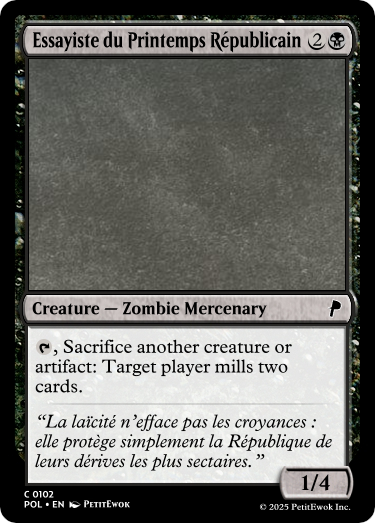 Essayiste du Printemps Républicain 2
Creature — Zombie Mercenary
, Sacrifice another creature or
artifact: Target player mills two
cards.
“La laïcité n’efface pas les croyances :
elle protège simplement la République de
leurs dérives les plus sectaires.”
1/4
C 0102
POL • EN PetitEwok
© 2025 PetitEwok Inc.